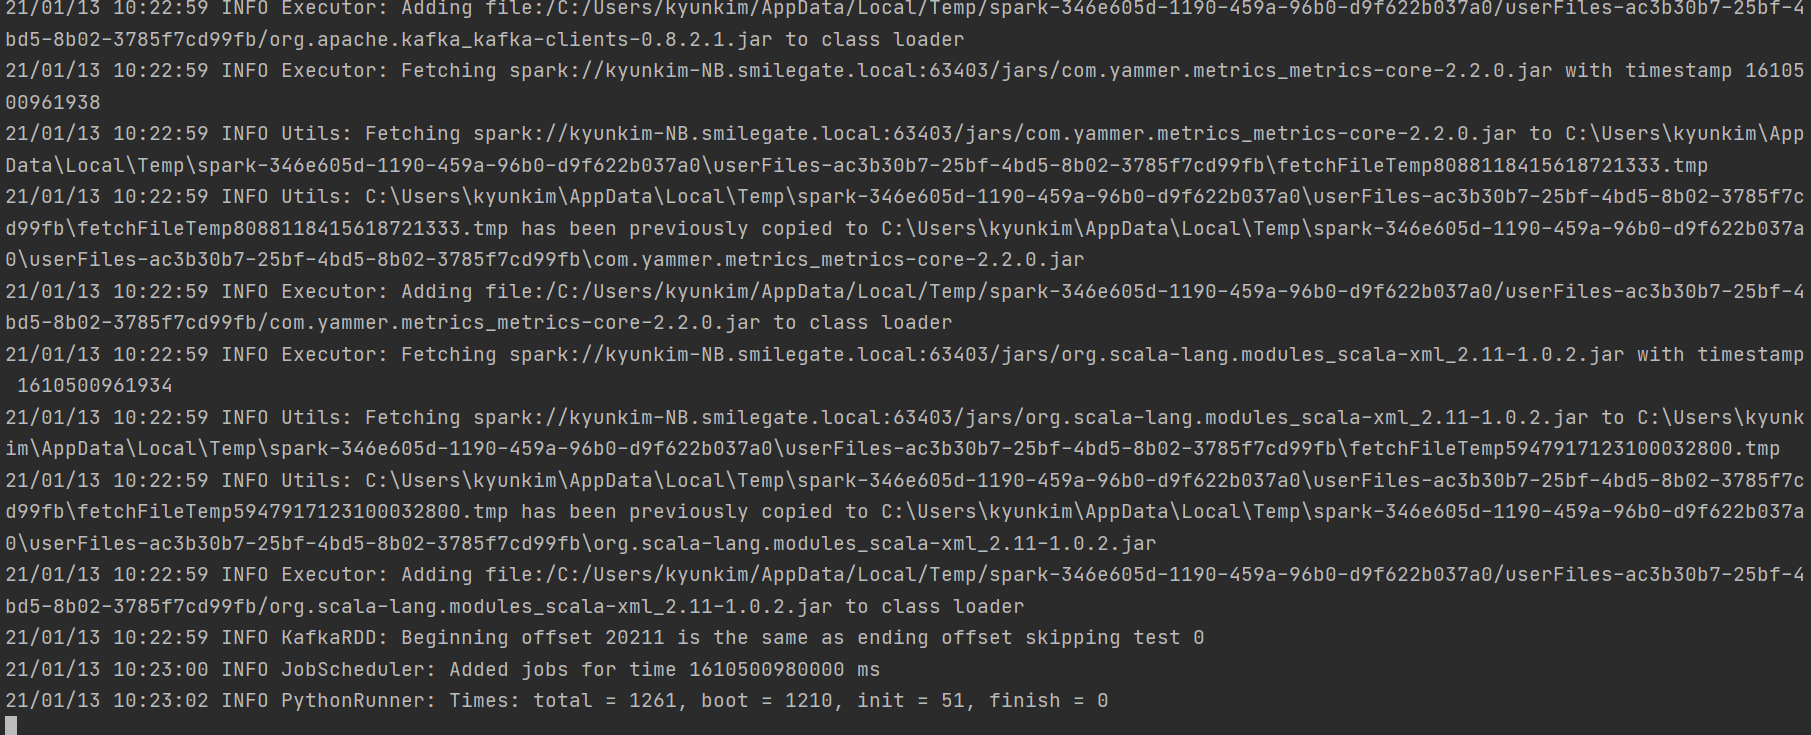 21/01/13 10:22:59 INFO Executor: Adding file:/C:/Users/kyunkim/AppData/Local/Temp/spark-346e605d-1190-459a-96b0-d9f622b037a0/userFiles-ac3b30b7-25bf-4
bd5-8b02-3785f7cd99fb/org.apache.kafka_kafka-clients-0.8.2.1.jar to class loader
21/01/13 10:22:59 INFO Executor: Fetching spark://kyunkim-NB.smilegate.local:63403/jars/com.yammer.metrics_metrics-core-2.2.0.jar with timestamp 16105
00961938
21/01/13 10:22:59 INFO Utils: Fetching spark://kyunkim-NB.smilegate.local:63403/jars/com.yammer.metrics_metrics-core-2.2.0.jar to C:\Users\kyunkim\App
Data\Local\Temp\spark-346e605d-1190-459a-96b0-d9f622b037a0\userFiles-ac3b30b7-25bf-4bd5-8b02-3785f7cd99fb\fetchFileTemp8088118415618721333.tmp
21/01/13 10:22:59 INFO Utils: C:\Users\kyunkim\AppData\Local\Temp\spark-346e605d-1190-459a-96b0-d9f622b037a0\userFiles-ac3b30b7-25bf-4bd5-8b02-3785f7c
d99fb\fetchFileTemp8088118415618721333.tmp has been previously copied to C:\Users\kyunkim\AppData\Local\Temp\spark-346e605d-1190-459a-96b0-d9f622b037a
0\userFiles-ac3b30b7-25bf-4bd5-8b02-3785f7cd99fb\com.yammer.metrics_metrics-core-2.2.0.jar
21/01/13 10:22:59 INFO Executor: Adding file:/C:/Users/kyunkim/AppData/Local/Temp/spark-346e605d-1190-459a-96b0-d9f622b037a0/userFiles-ac3b30b7-25bf-4
bd5-8b02-3785f7cd99fb/com.yammer.metrics_metrics-core-2.2.0.jar to class loader
21/01/13 10:22:59 INFO Executor: Fetching spark://kyunkim-NB.smilegate.local:63403/jars/org.scala-lang.modules_scala-xml_2.11-1.0.2.jar with timestamp
1610500961934
21/01/13 10:22:59 INFO Utils: Fetching spark://kyunkim-NB.smilegate.local:63403/jars/org.scala-lang.modules_scala-xml_2.11-1.0.2.jar to C:\Users\kyunk
im\AppData\Local\Temp\spark-346e605d-1190-459a-96b0-d9f622b037a0\userFiles-ac3b30b7-25bf-4bd5-8b02-3785f7cd99fb\fetchFileTemp5947917123100032800.tmp
21/01/13 10:22:59 INFO Utils: C:\Users\kyunkim\AppData\Local\Temp\spark-346e605d-1190-459a-96b0-d9f622b037a0\userFiles-ac3b30b7-25bf-4bd5-8b02-3785f7c
d99fb\fetchFileTemp5947917123100032800.tmp has been previously copied to C:\Users\kyunkim\AppData\Local\Temp\spark-346e605d-1190-459a-96b0-d9f622b037a
0\userFiles-ac3b30b7-25bf-4bd5-8b02-3785f7cd99fb\org.scala-lang.modules_scala-xml_2.11-1.0.2.jar
21/01/13 10:22:59 INFO Executor: Adding file:/C:/Users/kyunkim/AppData/Local/Temp/spark-346e605d-1190-459a-96b0-d9f622b037a0/userFiles-ac3b30b7-25bf-4
bd5-8b02-3785f7cd99fb/org.scala-lang.modules_scala-xml_2.11-1.0.2.jar to class loader
21/01/13 10:22:59 INFO KafkaRDD: Beginning offset 20211 is the same as ending offset skipping test 0
21/01/13 10:23:00 INFO JobScheduler: Added jobs for time 1610500980000 ms
21/01/13 10:23:02 INFO PythonRunner: Times: total = 1261, boot = 1210, init = 51, finish = 0